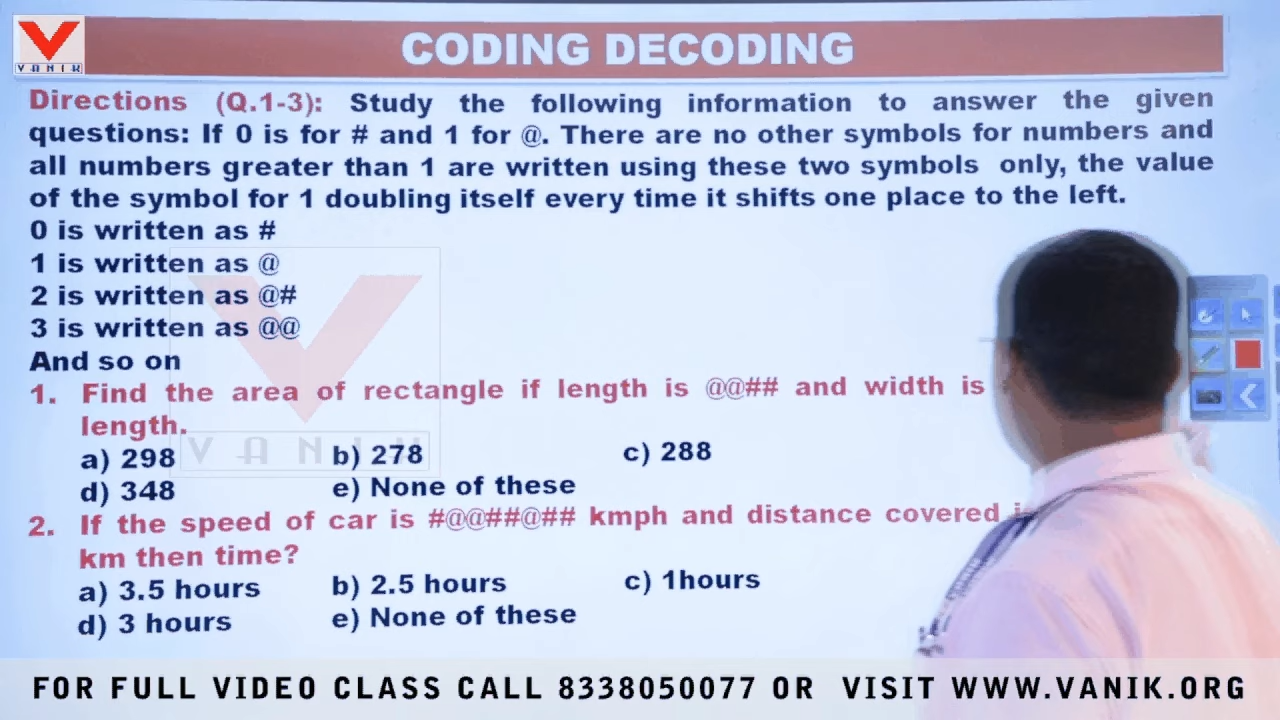 VANIK
CODING DECODING
Directions (Q.1-3): Study the following information to answer the given
questions: If 0 is for # and 1 for @. There are no other symbols for numbers and
all numbers greater than 1 are written using these two symbols only, the value
of the symbol for 1 doubling itself every time it shifts one place to the left.
0 is written as #
1 is written as @
2 is written as @#
3 is written as @@
And so on
1. Find the area of rectangle if length is @@## and width is
length.
a) 298 b) 278 c) 288
d) 348 e) None of these
2. If the speed of car is #@@##@## kmph and distance covered
km then time?
a) 3.5 hours b) 2.5 hours c) 1hours
d) 3 hours e) None of these
VANIK
FOR FULL VIDEO CLASS CALL 8338050077 OR VISIT WWW.VANIK.ORG